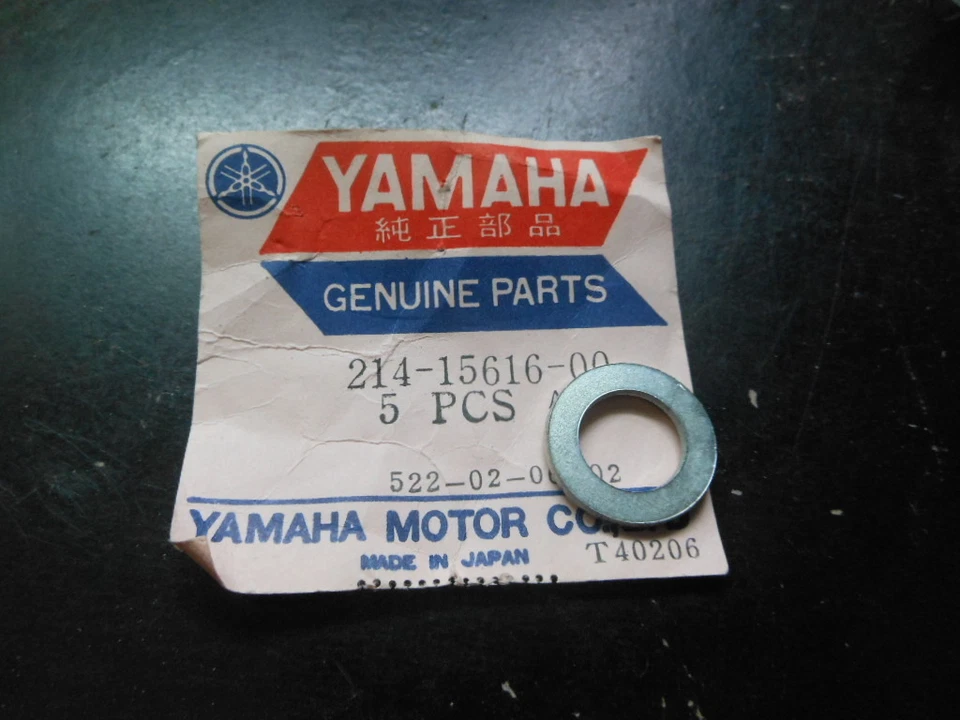 YAMAHA
純正部品
GENUINE PARTS
214-15616-00
5 PCS
522-02-0
02
YAMAHA MOTOR CO.
MADE IN JAPAN
T40206